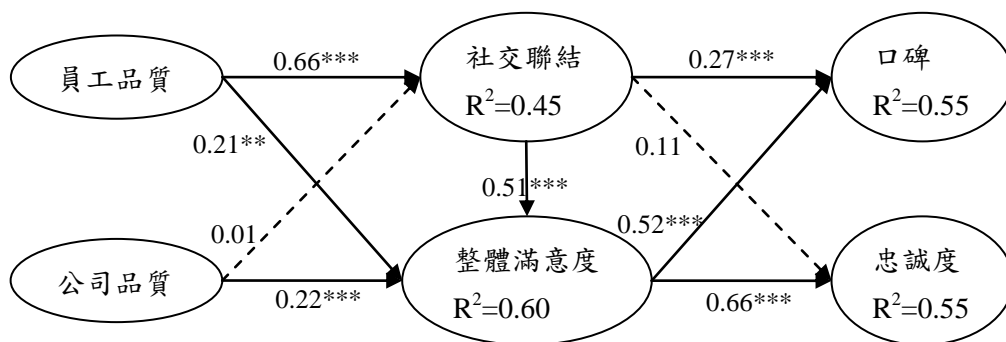 員工品質
0.66***
社交聯結
R²=0.45
0.27***
口碑
R²=0.55
0.21**
0.11
0.51***
0.01
0.52***
公司品質
0.22***
整體滿意度
R²=0.60
0.66***
忠誠度
R²=0.55